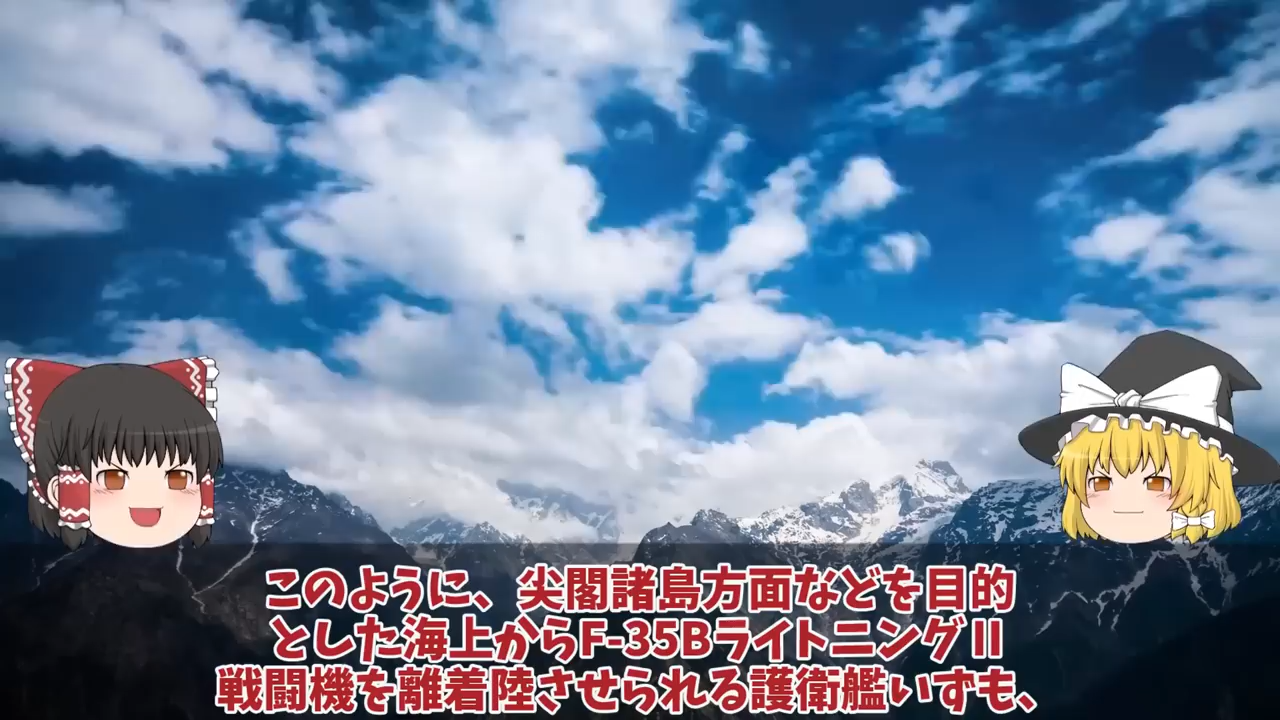 このように、尖閣諸島方面などを目的
とした海上からF-35BライトニングⅡ
戦闘機を離着陸させられる護衛艦いずも、